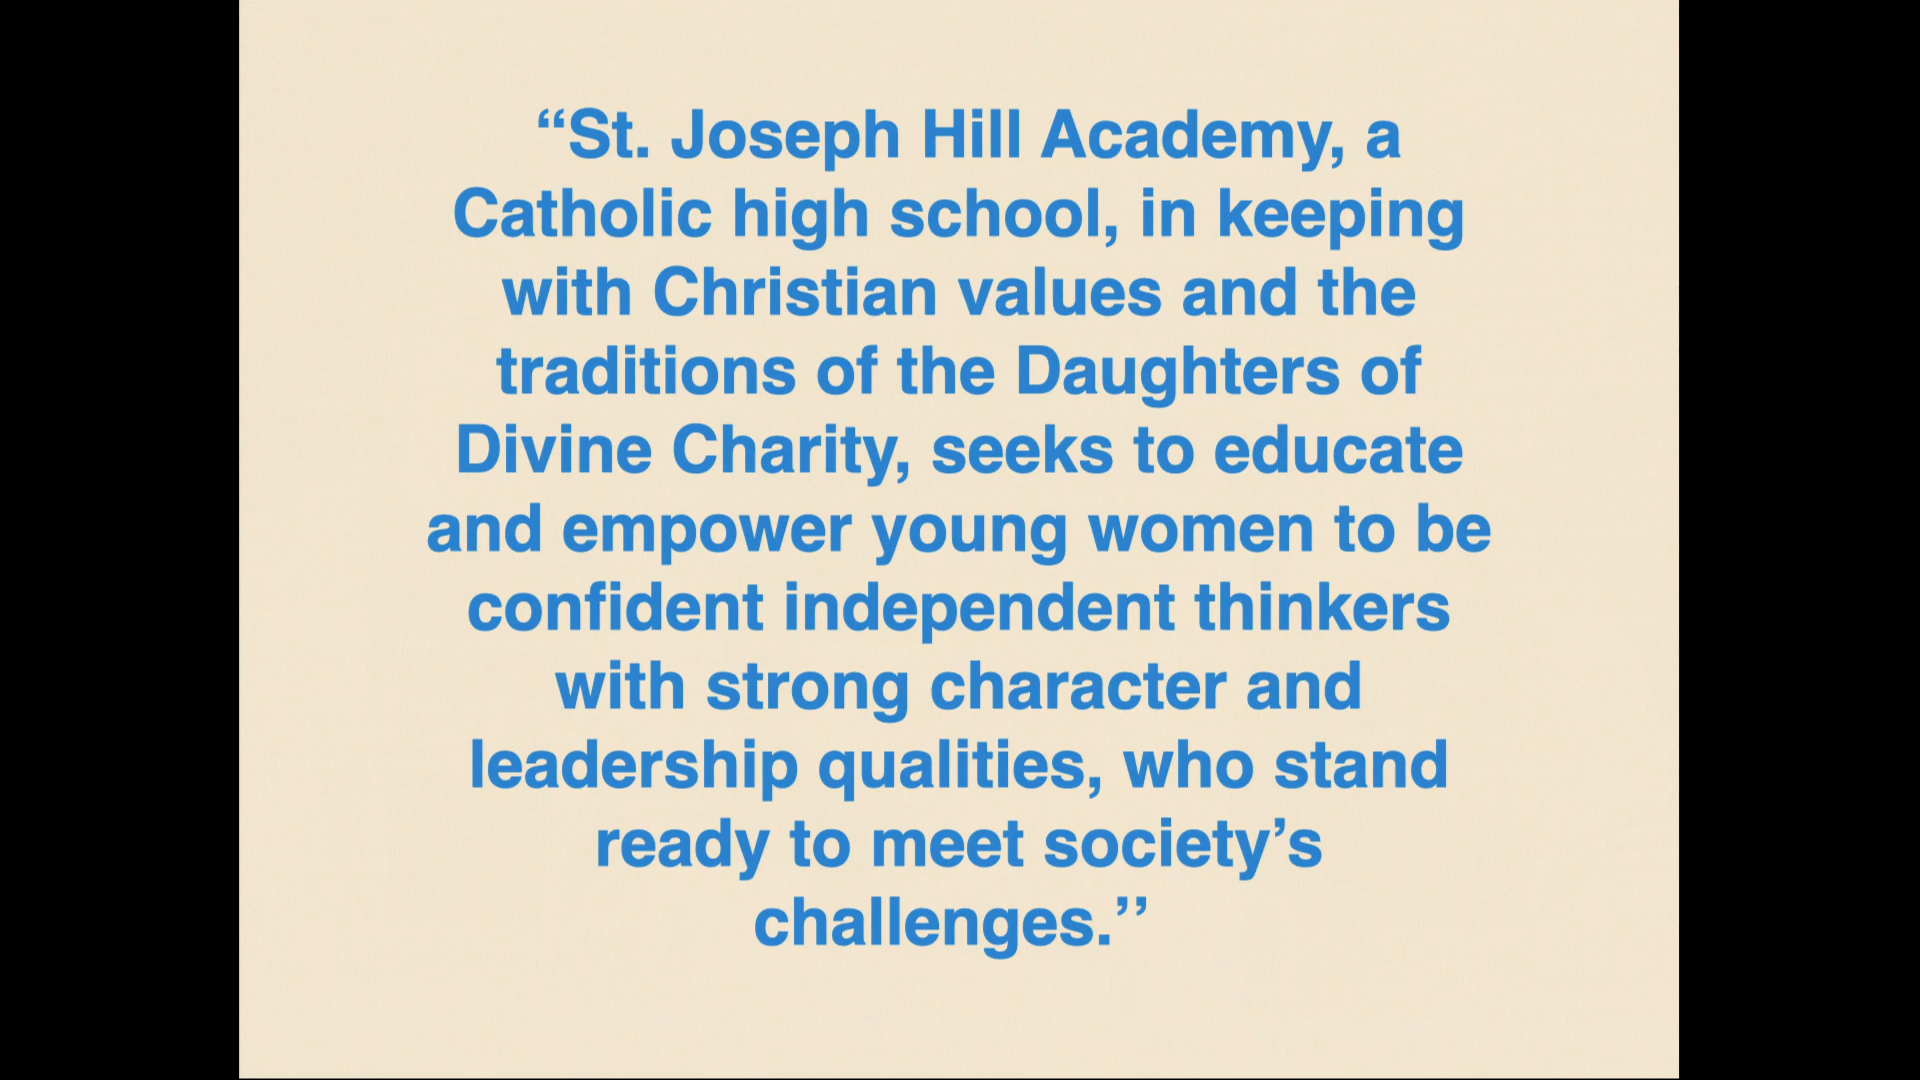 “St. Joseph Hill Academy, a
Catholic high school, in keeping
with Christian values and the
traditions of the Daughters of
Divine Charity, seeks to educate
and empower young women to be
confident independent thinkers
with strong character and
leadership qualities, who stand
ready to meet society’s
challenges.’’